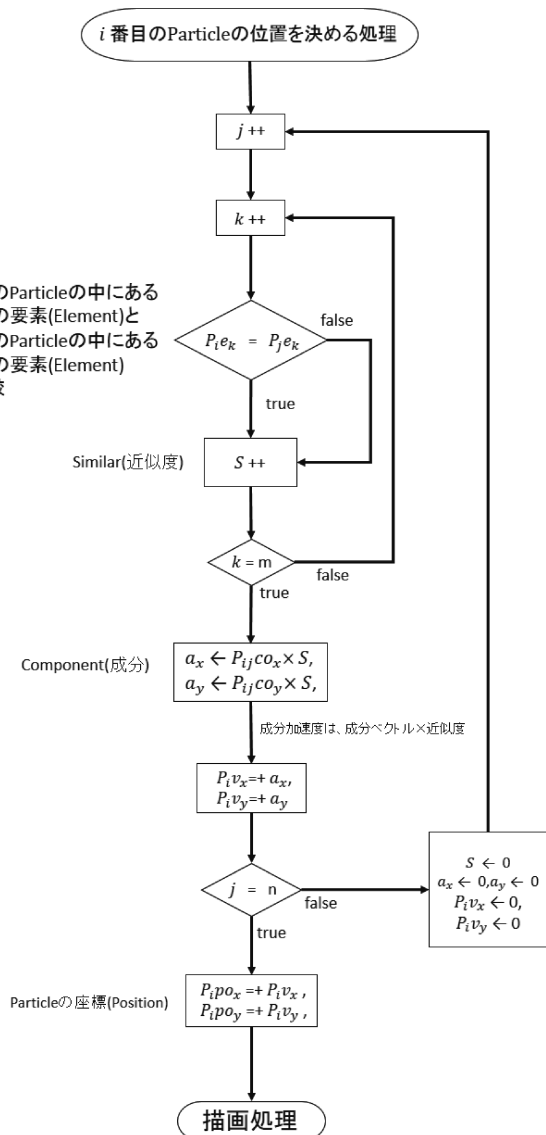 i 番目のParticleの位置を決める処理
j ++
k ++
のParticleの中にある
の要素(Element)と
のParticleの中にある
の要素(Element)
P_i e_k = P_j e_k
false
true
Similar(近似度)
S ++
k = m
false
true
Component(成分)
a_x ← P_ij co_x × S,
a_y ← P_ij co_y × S,
成分加速度は、成分ベクトル×近似度
P_i v_x =+ a_x,
P_i v_y =+ a_y
j = n
false
true
S ← 0
a_x ← 0,a_y ← 0
P_i v_x ← 0,
P_i v_y ← 0
Particleの座標(Position)
P_i po_x =+ P_i v_x ,
P_i po_y =+ P_i v_y ,
描画処理